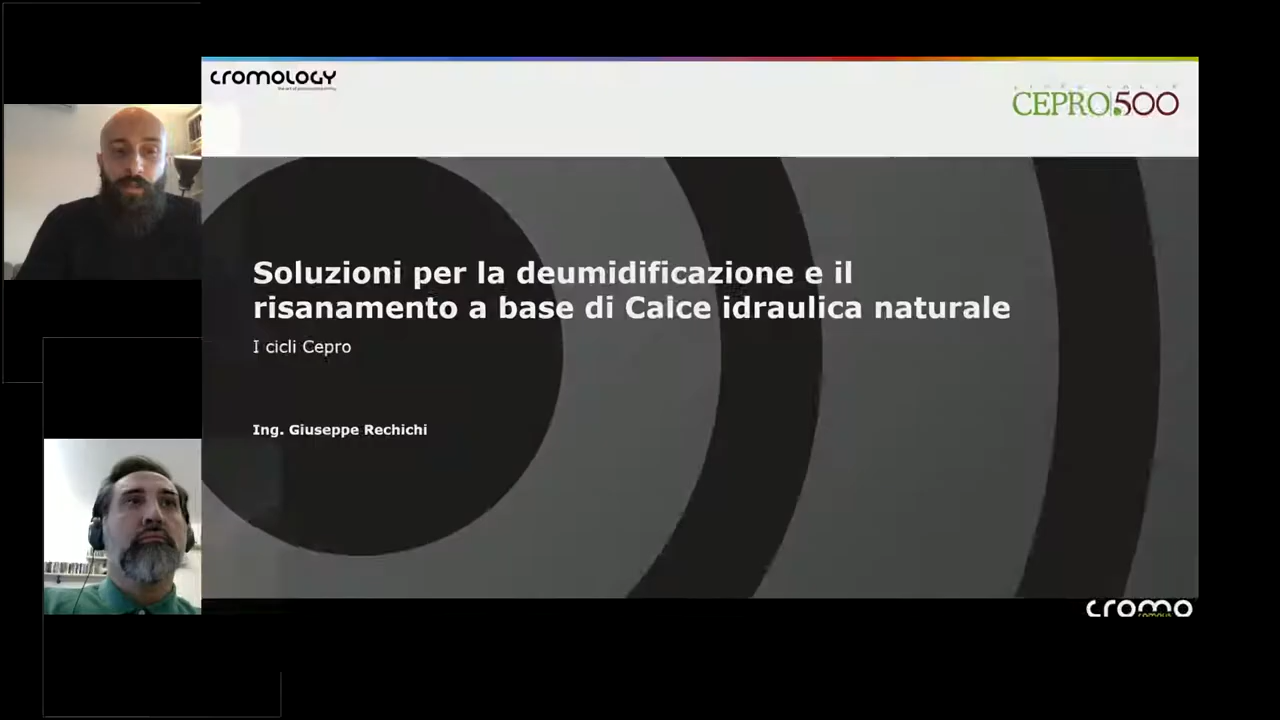 CROMOLOGY
CEPRO500
Soluzioni per la deumidificazione e il
risanamento a base di Calce idraulica naturale
I cicli Cepro
Ing. Giuseppe Rechichi
cromo